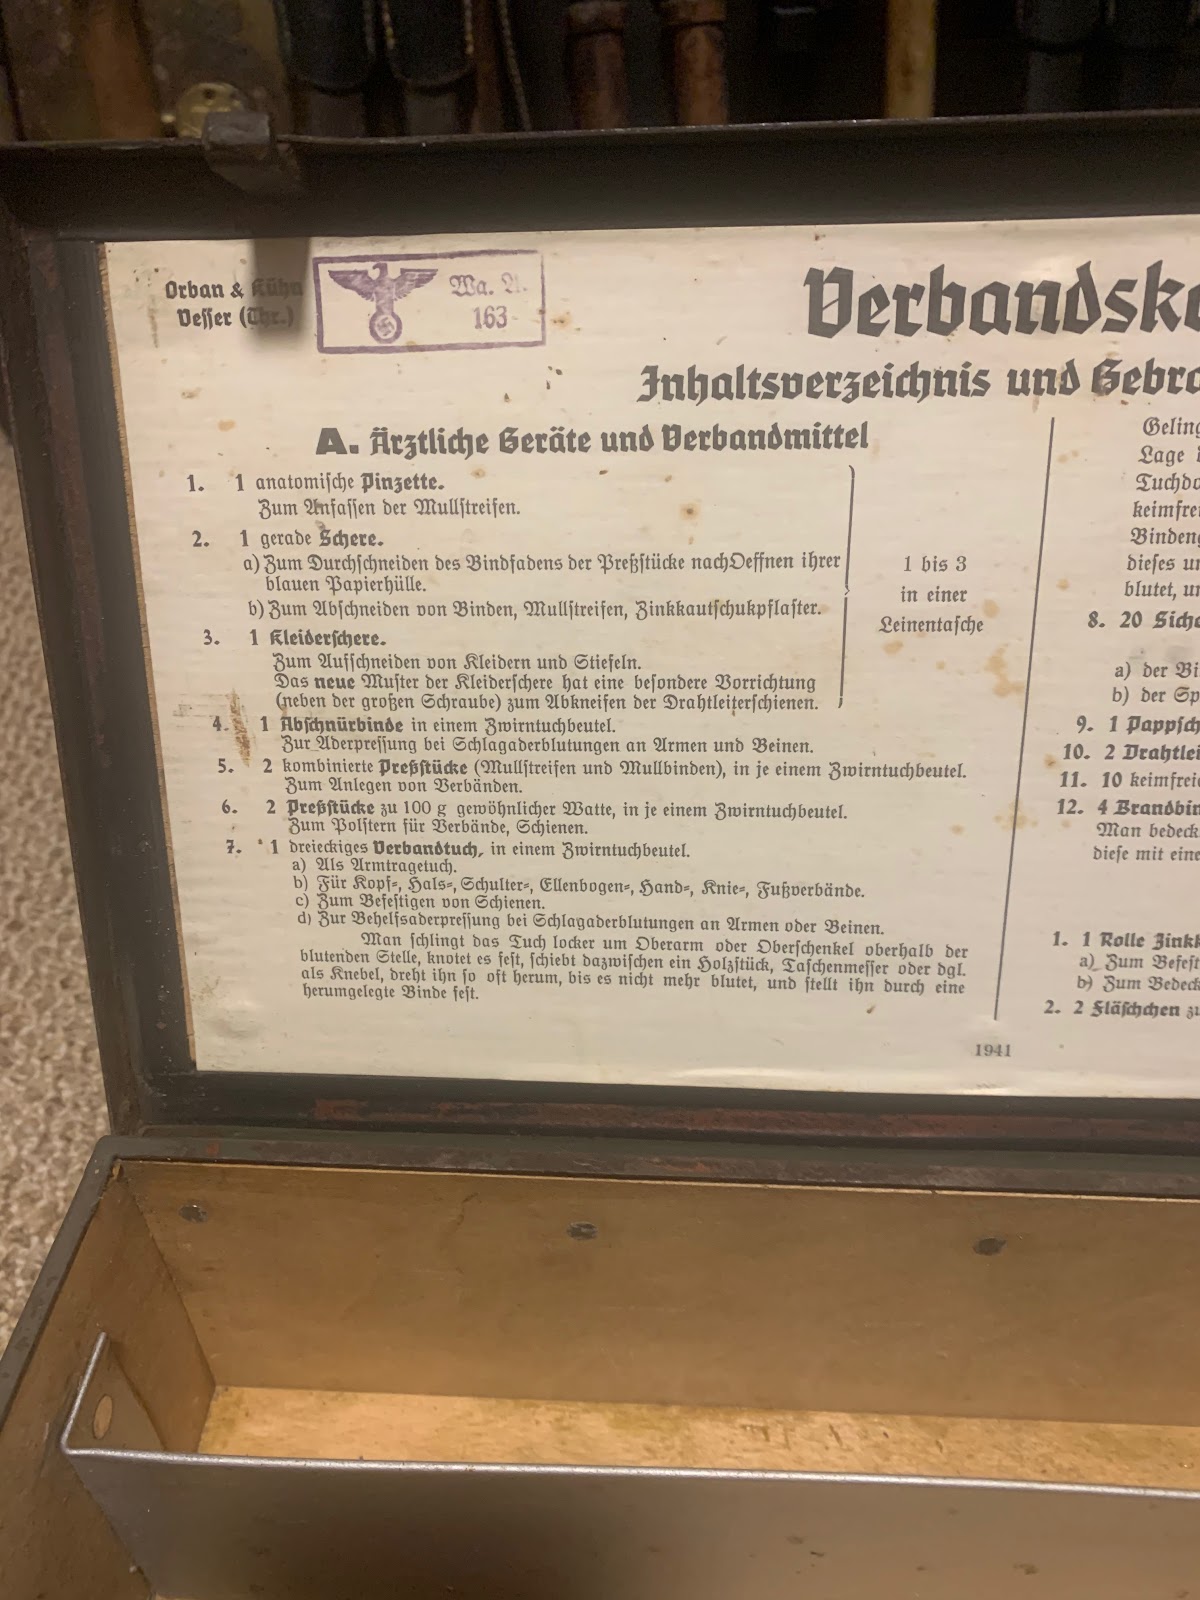 Orban & Kühn
Vesser (Thr.)
Wa. A.
163
Verbandsk
Inhaltsverzeichnis und Gebra
A. Ärztliche Geräte und Verbandmittel
1. 1 anatomische Pinzette.
Zum Anfassen der Mullstreifen.
2. 1 gerade Schere.
a) Zum Durchschneiden des Bindfadens der Preßstücke nach Oeffnen ihrer
blauen Papierhülle.
b) Zum Abschneiden von Binden, Mullstreifen, Zinkkautschukpflaster.
3. 1 Kleiderschere.
Zum Aufschneiden von Kleidern und Stiefeln.
Das neue Muster der Kleiderschere hat eine besondere Vorrichtung
(neben der großen Schraube) zum Abkneifen der Drahtleiterschienen.
1 bis 3
in einer
Leinentasche
4. 1 Abschnürbinde in einem Zwirntuchbeutel.
Zur Aderpressung bei Schlagaderblutungen an Armen und Beinen.
5. 2 kombinierte Preßstücke (Mullstreifen und Mullbinden), in je einem Zwirntuchbeutel.
Zum Anlegen von Verbänden.
6. 2 Preßstücke zu 100 g gewöhnlicher Watte, in je einem Zwirntuchbeutel.
Zum Polstern für Verbände, Schienen.
7. 1 dreieckiges Verbandtuch, in einem Zwirntuchbeutel.
a) Als Armtragetuch.
b) Für Kopf-, Hals-, Schulter-, Ellenbogen-, Hand-, Knie-, Fußverbände.
c) Zum Befestigen von Schienen.
d) Zur Behelfsaderpressung bei Schlagaderblutungen an Armen oder Beinen.
Man schlingt das Tuch locker um Oberarm oder Oberschenkel oberhalb der
blutenden Stelle, knotet es fest, schiebt dazwischen ein Holzstück, Taschenmesser oder dgl.
als Knebel, dreht ihn so oft herum, bis es nicht mehr blutet, und stellt ihn durch eine
herumgelegte Binde fest.
1941
Geling
Lage
Tuchdo
keimfrei
Bindeng
dieses un
blutet, un
8. 20 Siche
a) der Bi
b) der Sp
9. 1 Pappsch
10. 2 Drahtlei
11. 10 keimfreie
12. 4 Brandbin
Man bedeck
diese mit eine
1. 1 Rolle Zinkk
a) Zum Befest
b) Zum Bedeck
2. 2 Fläschchen zu